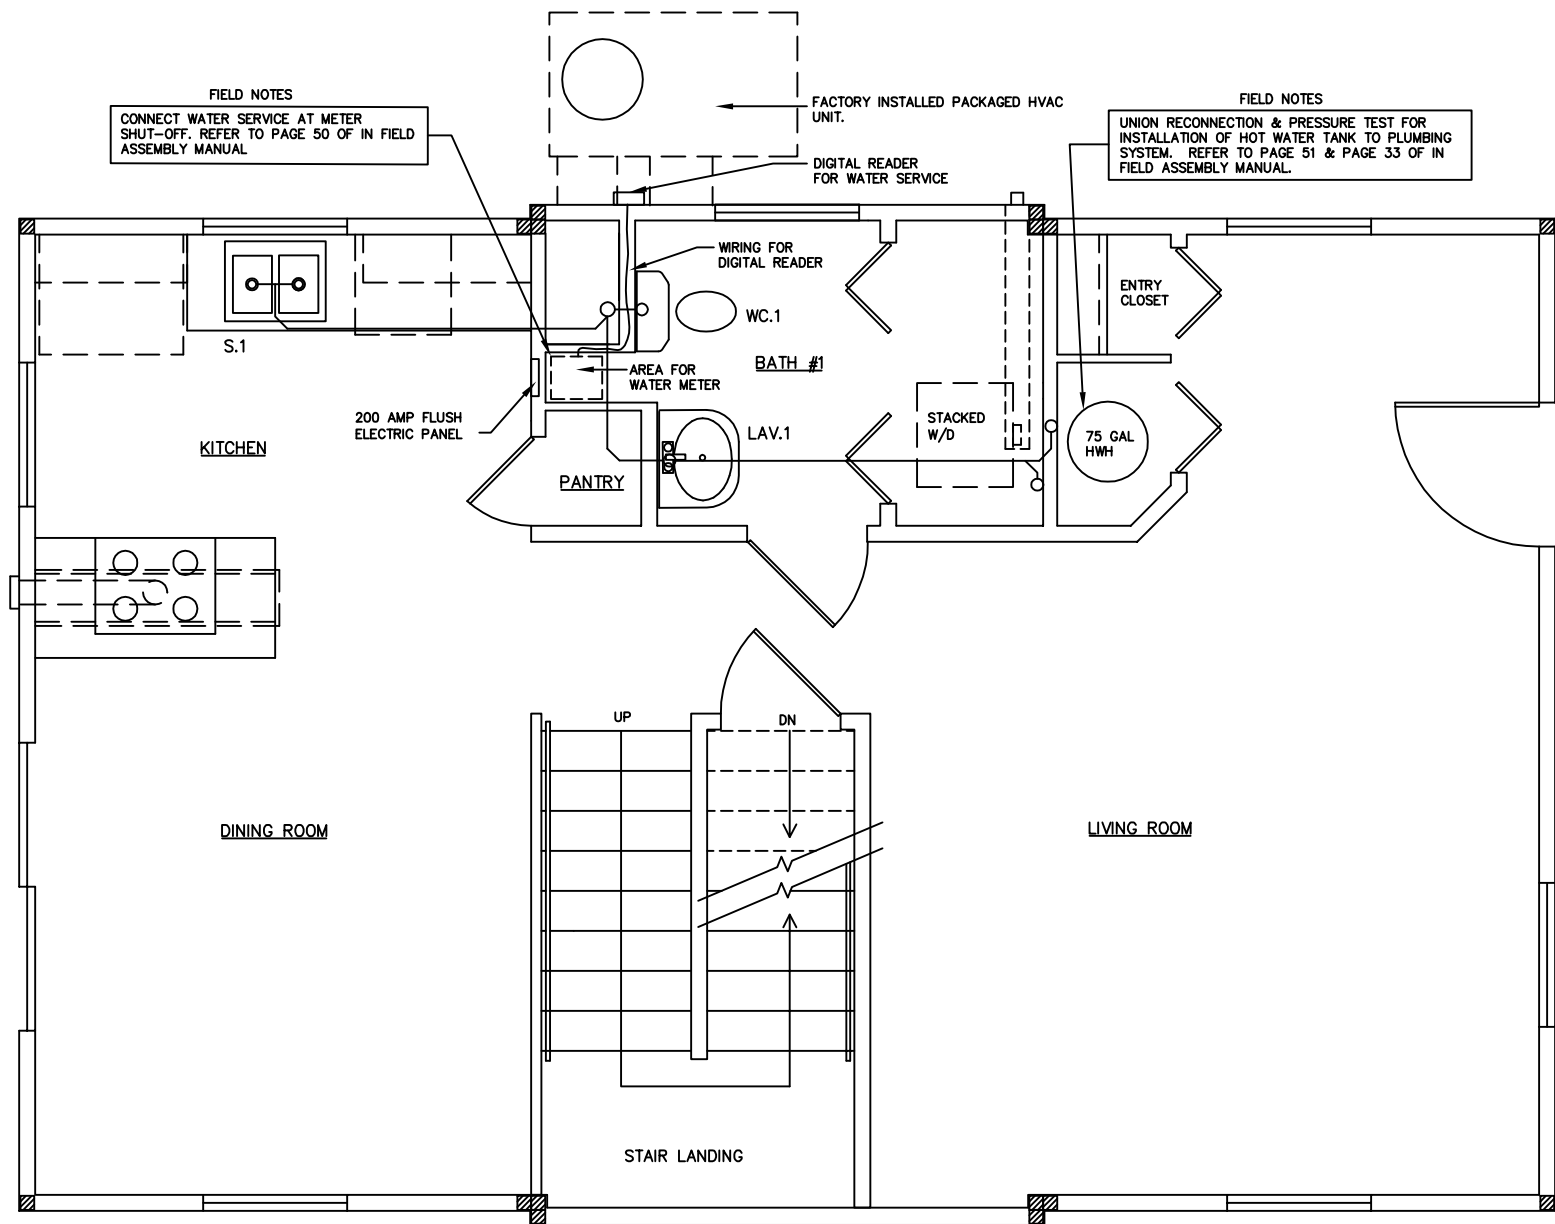 FIELD NOTES
CONNECT WATER SERVICE AT METER
SHUT-OFF. REFER TO PAGE 50 OF IN FIELD
ASSEMBLY MANUAL
FACTORY INSTALLED PACKAGED HVAC
UNIT.
DIGITAL READER
FOR WATER SERVICE
FIELD NOTES
UNION RECONNECTION & PRESSURE TEST FOR
INSTALLATION OF HOT WATER TANK TO PLUMBING
SYSTEM. REFER TO PAGE 51 & PAGE 33 OF IN
FIELD ASSEMBLY MANUAL.
WIRING FOR
DIGITAL READER
ENTRY
CLOSET
WC.1
S.1
BATH #1
AREA FOR
WATER METER
200 AMP FLUSH
ELECTRIC PANEL
STACKED
W/D
LAV.1
75 GAL
HWH
KITCHEN
PANTRY
UP
DN
DINING ROOM
LIVING ROOM
STAIR LANDING